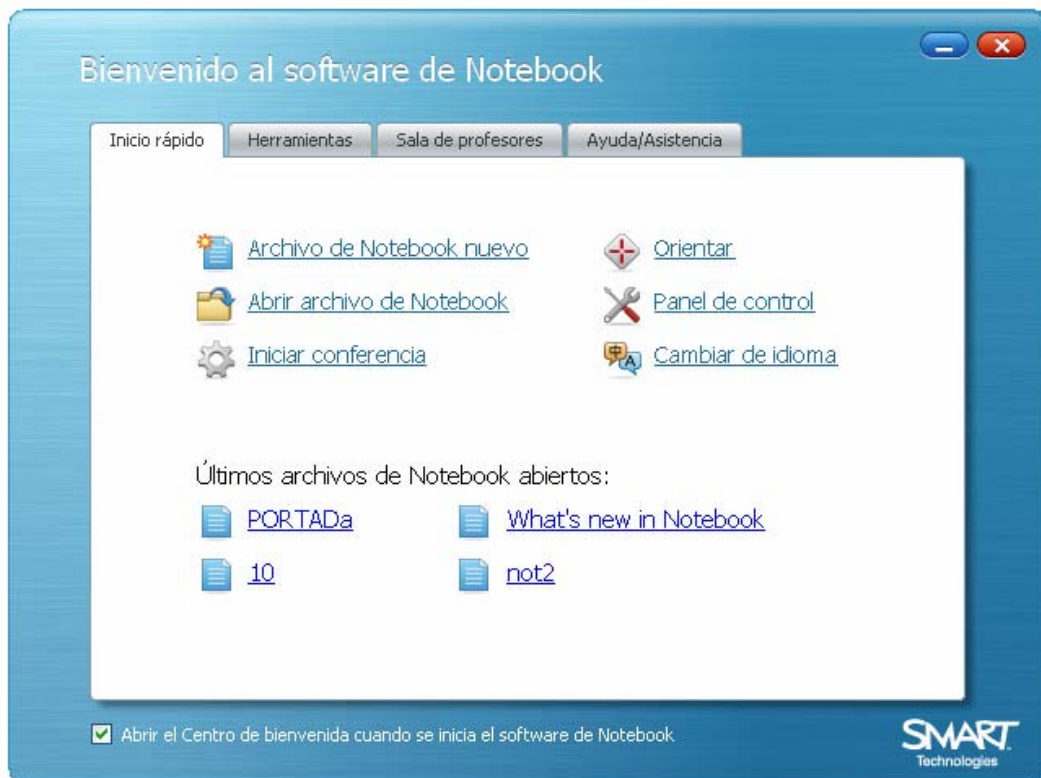 Bienvenido al software de Notebook
Inicio rápido
Herramientas
Sala de profesores
Ayuda/Asistencia
Archivo de Notebook nuevo
Orientar
Abrir archivo de Notebook
Panel de control
Iniciar conferencia
Cambiar de idioma
Últimos archivos de Notebook abiertos:
PORTADa
What's new in Notebook
10
not2
Abrir el Centro de bienvenida cuando se inicia el software de Notebook
SMART
Technologies